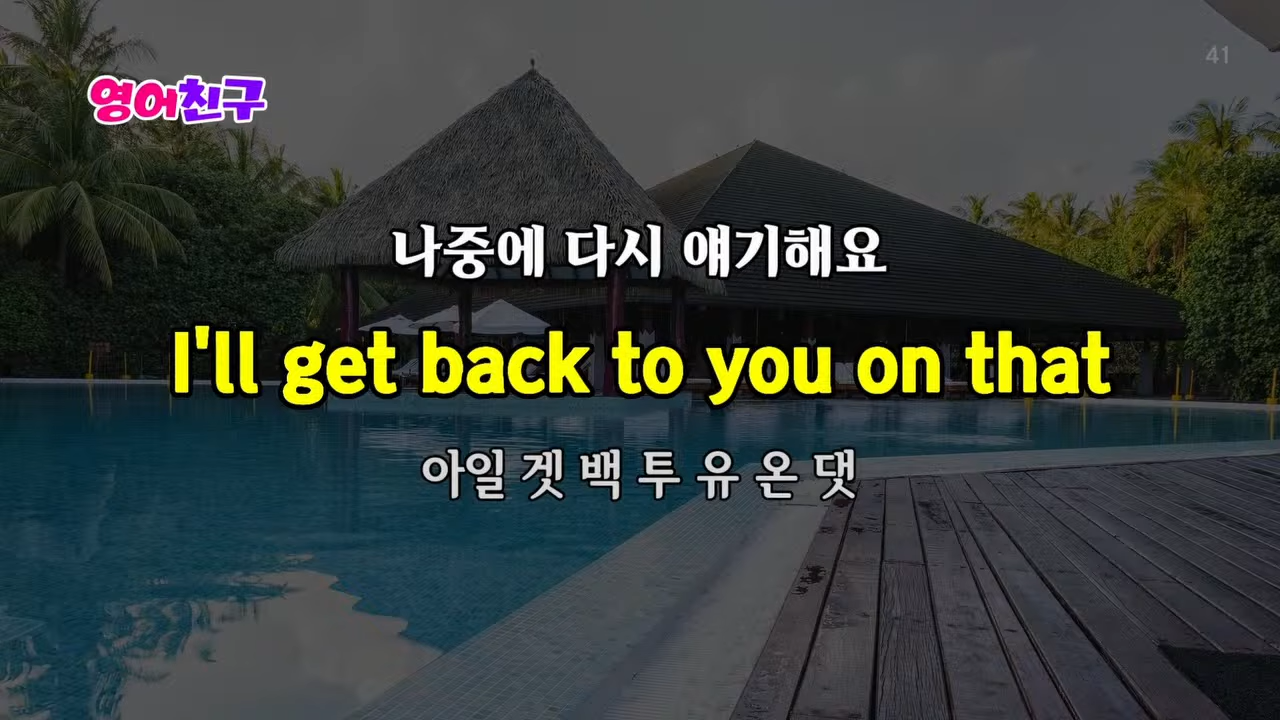 41
영어친구
나중에 다시 얘기해요
I'll get back to you on that
아일 겟 백 투 유 온 댓